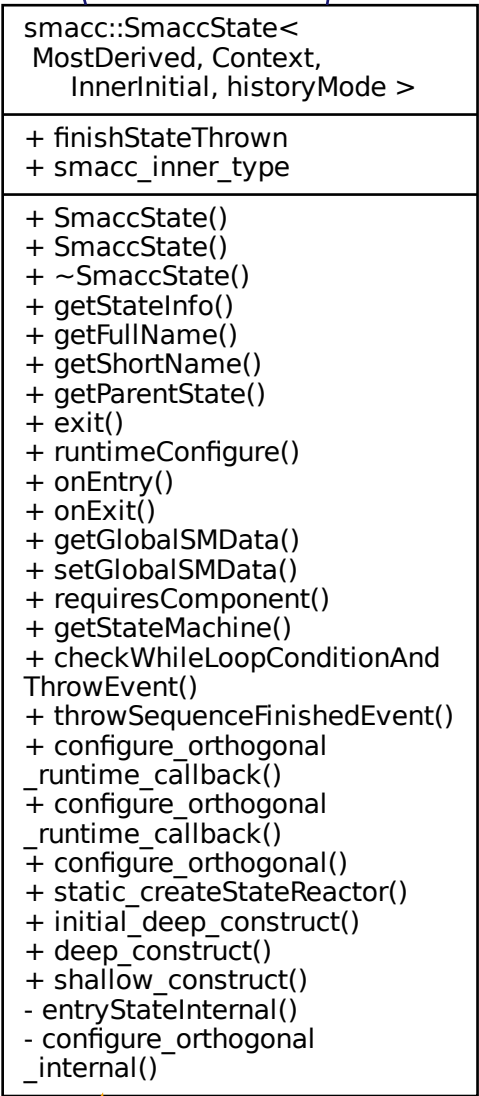 smacc::SmaccState<
MostDerived, Context,
InnerInitial, historyMode >
+ finishStateThrown
+ smacc_inner_type
+ SmaccState()
+ SmaccState()
+ ~SmaccState()
+ getStateInfo()
+ getFullName()
+ getShortName()
+ getParentState()
+ exit()
+ runtimeConfigure()
+ onEntry()
+ onExit()
+ getGlobalSMData()
+ setGlobalSMData()
+ requiresComponent()
+ getStateMachine()
+ checkWhileLoopConditionAnd
ThrowEvent()
+ throwSequenceFinishedEvent()
+ configure_orthogonal
_runtime_callback()
+ configure_orthogonal
_runtime_callback()
+ configure_orthogonal()
+ static_createStateReactor()
+ initial_deep_construct()
+ deep_construct()
+ shallow_construct()
- entryStateInternal()
- configure_orthogonal
_internal()